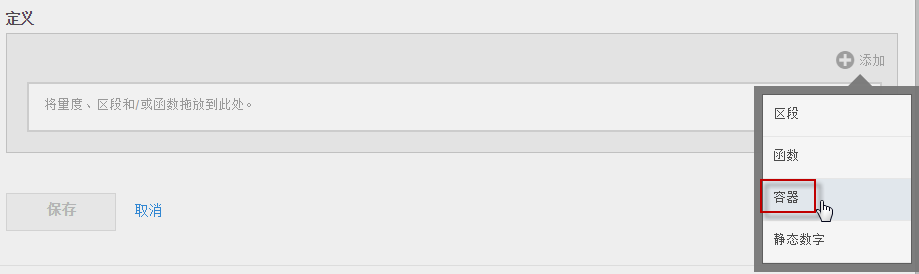 定义
添加
将量度、区段和/或函数拖放到此处。
区段
函数
容器
静态数字
保存
取消